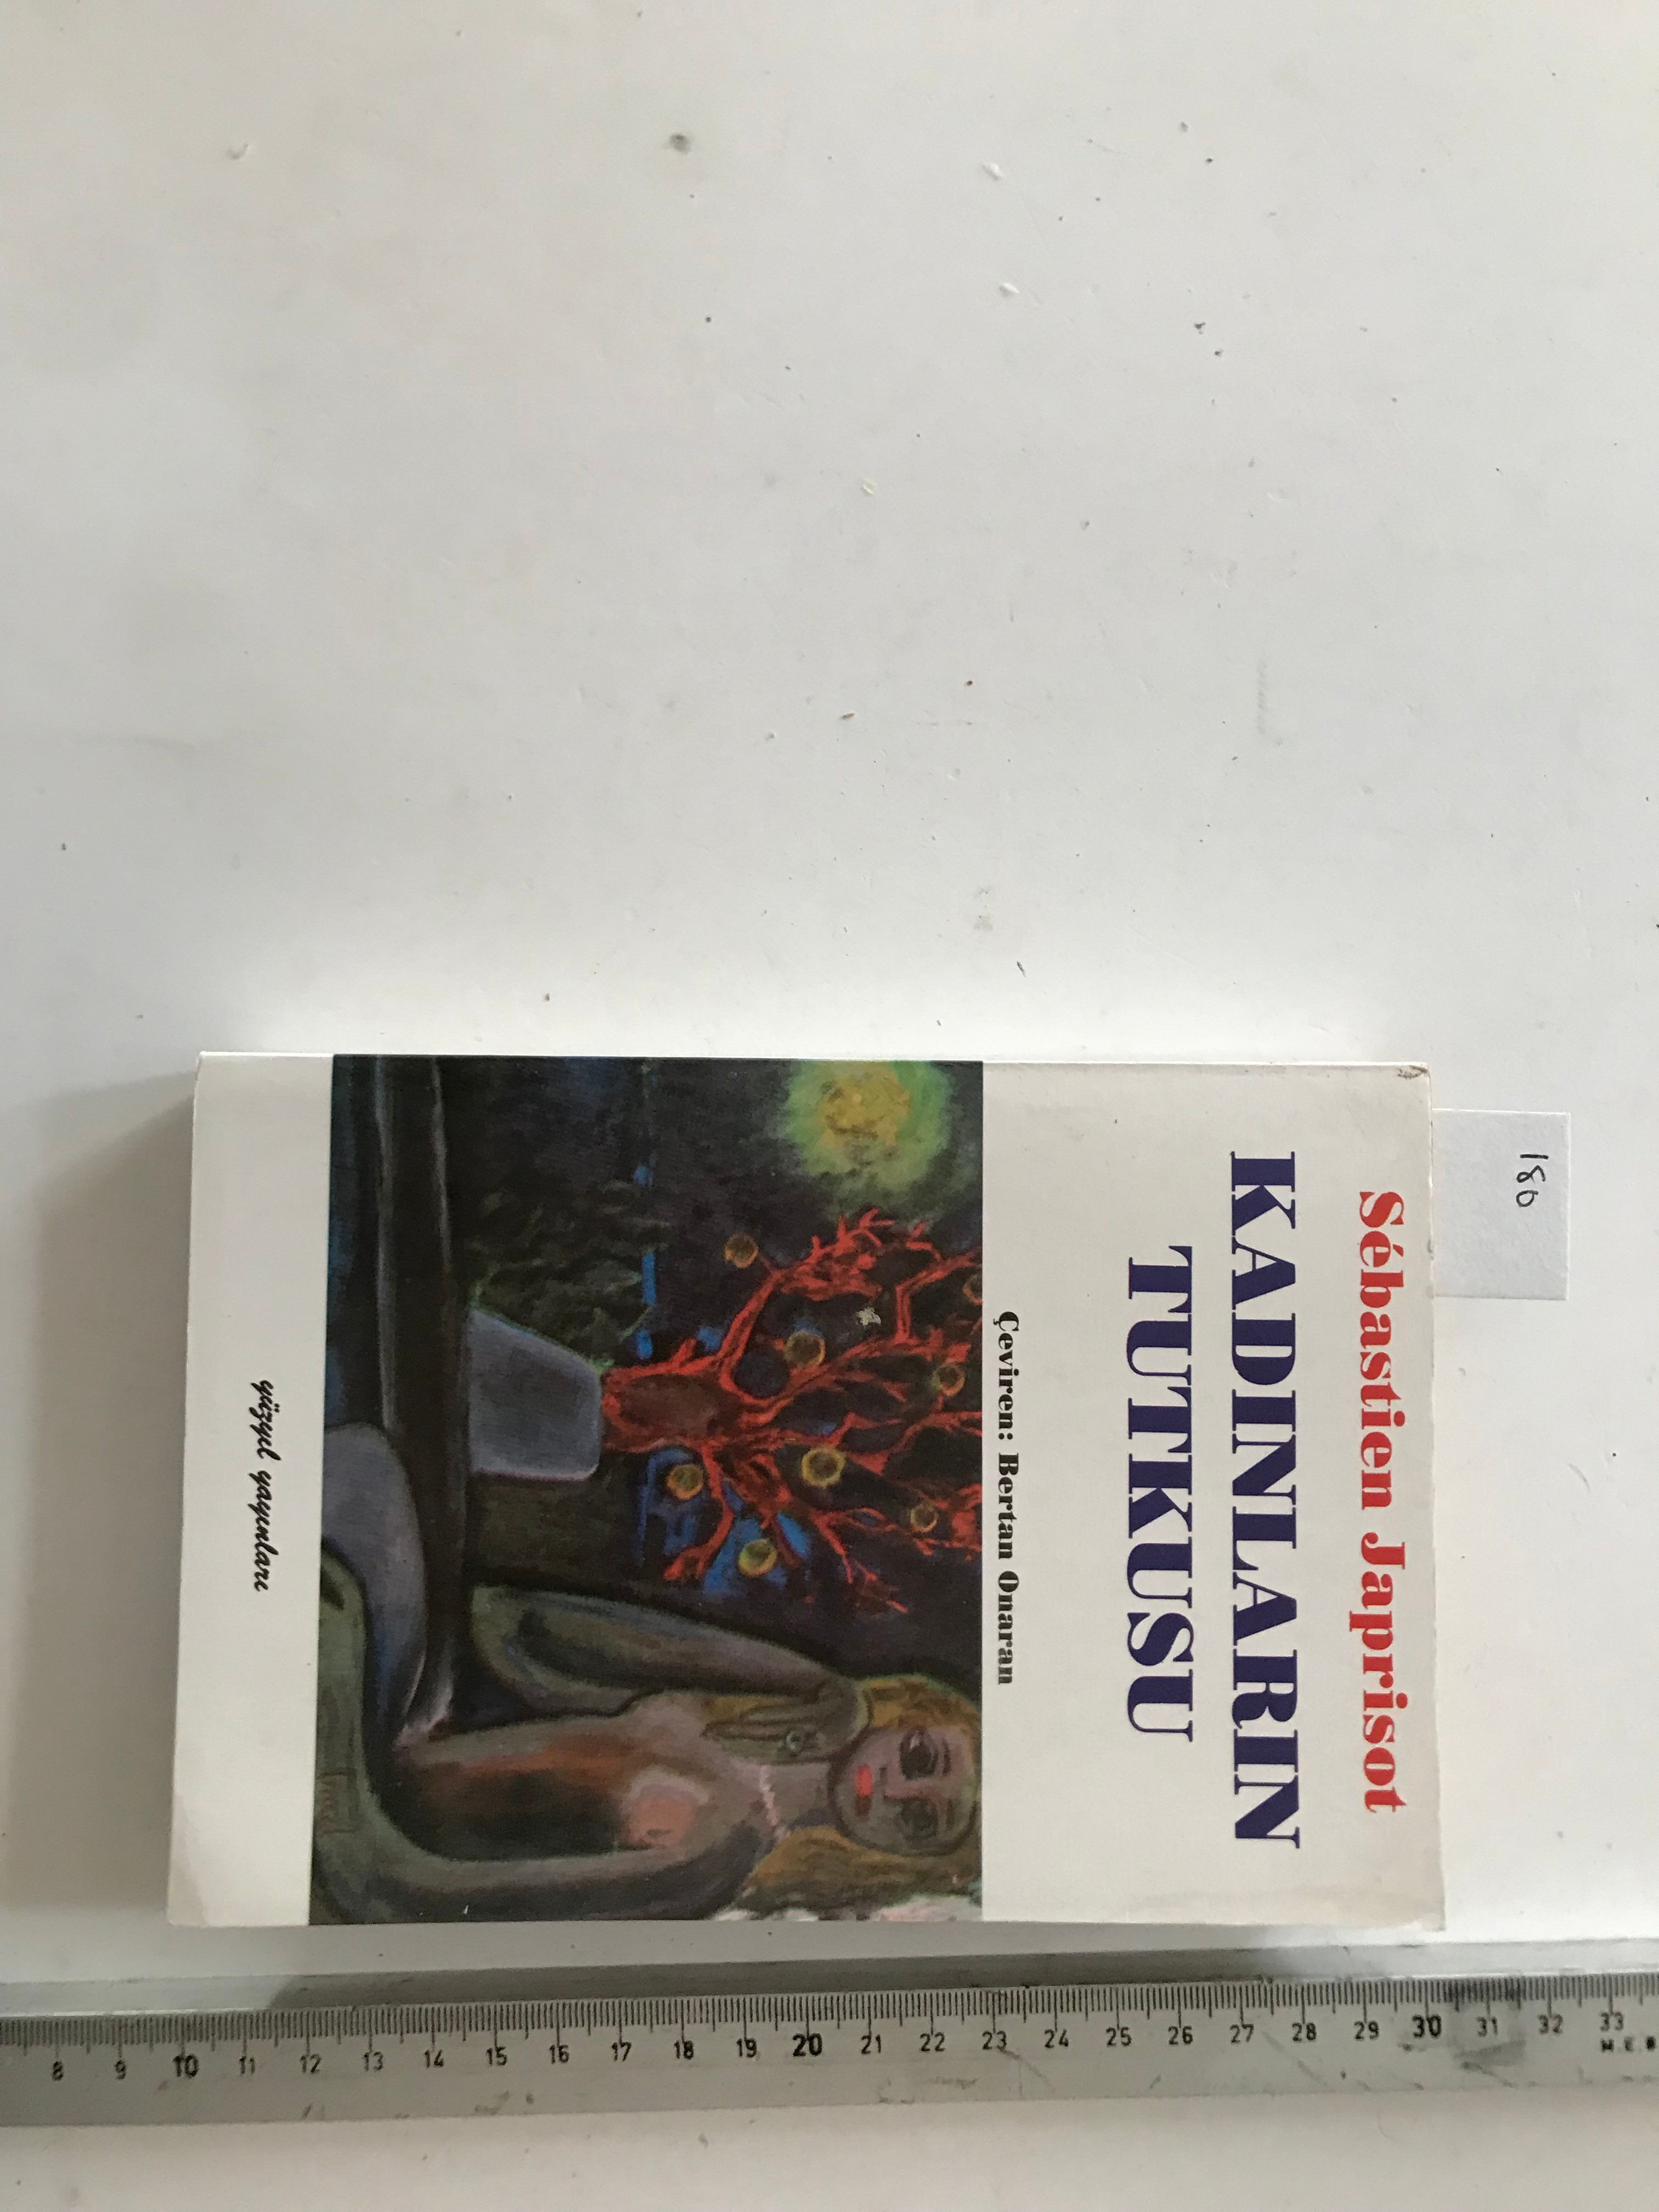 180
Sébastien Japrisot
KADINLARIN
TUTKUSU
Çeviren: Bertan Onaran
yüzyıl yayınları
8 9 10 11 12 13 14 15 16 17 18 19 20 21 22 23 24 25 26 27 28 29 30 31 32 33